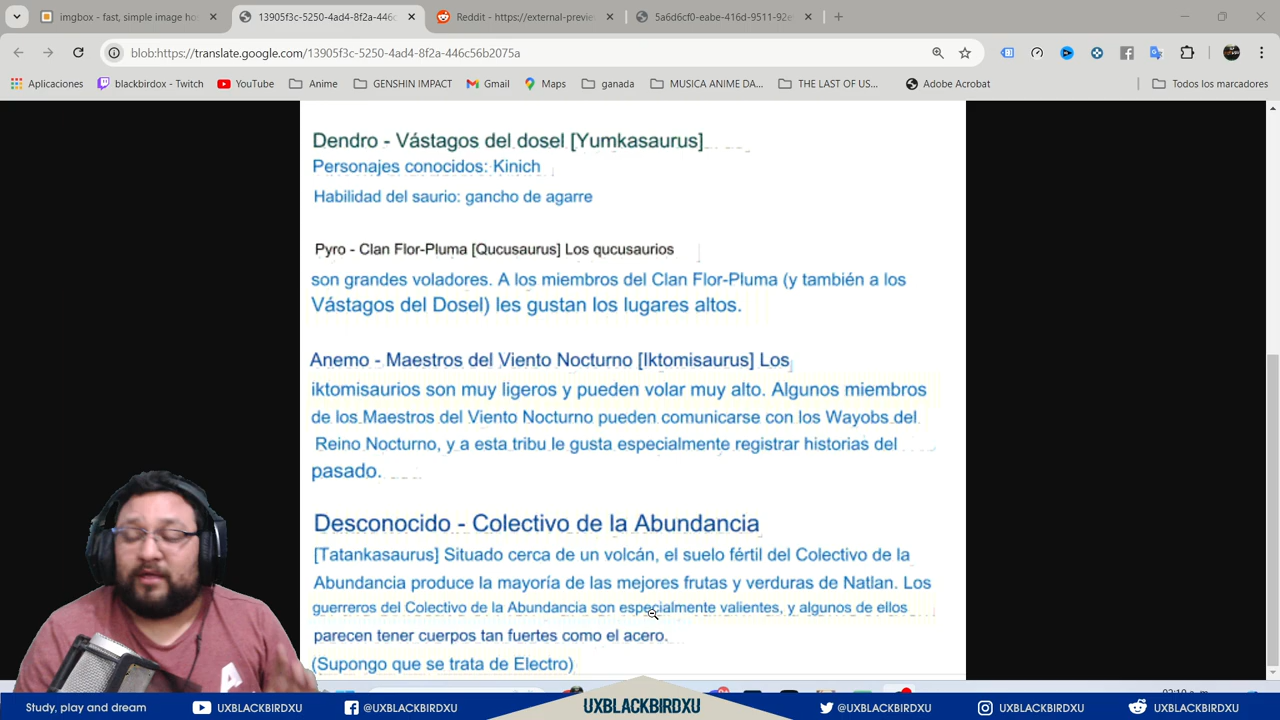 imgbox - fast, simple image ho
13905f3c-5250-4ad4-8f2a-446c
Reddit - https://external-previe
5a6d6cf0-eabe-416d-9511-92e
blob:https://translate.google.com/13905f3c-5250-4ad4-8f2a-446c56b2075a
Aplicaciones
blackbirdox - Twitch
YouTube
Anime
GENSHIN IMPACT
Gmail
Maps
ganada
MUSICA ANIME DA...
THE LAST OF US...
Adobe Acrobat
Todos los marcadores
Dendro - Vástagos del dosel [Yumkasaurus]
Personajes conocidos: Kinich
Habilidad del saurio: gancho de agarre
Pyro - Clan Flor-Pluma [Qucusaurus] Los qucusaurios
son grandes voladores. A los miembros del Clan Flor-Pluma (y también a los
Vástagos del Dosel) les gustan los lugares altos.
Anemo - Maestros del Viento Nocturno [Iktomisaurus] Los
iktomisaurios son muy ligeros y pueden volar muy alto. Algunos miembros
de los Maestros del Viento Nocturno pueden comunicarse con los Wayobs del
Reino Nocturno, y a esta tribu le gusta especialmente registrar historias del
pasado.
Desconocido - Colectivo de la Abundancia
[Tatankasaurus] Situado cerca de un volcán, el suelo fértil del Colectivo de la
Abundancia produce la mayoría de las mejores frutas y verduras de Natlan. Los
guerreros del Colectivo de la Abundancia son especialmente valientes, y algunos de ellos
parecen tener cuerpos tan fuertes como el acero.
(Supongo que se trata de Electro)
Study, play and dream
UXBLACKBIRDXU
@UXBLACKBIRDXU
UXBLACKBIRDXU
@UXBLACKBIRDXU
UXBLACKBIRDXU
UXBLACKBIRDXU